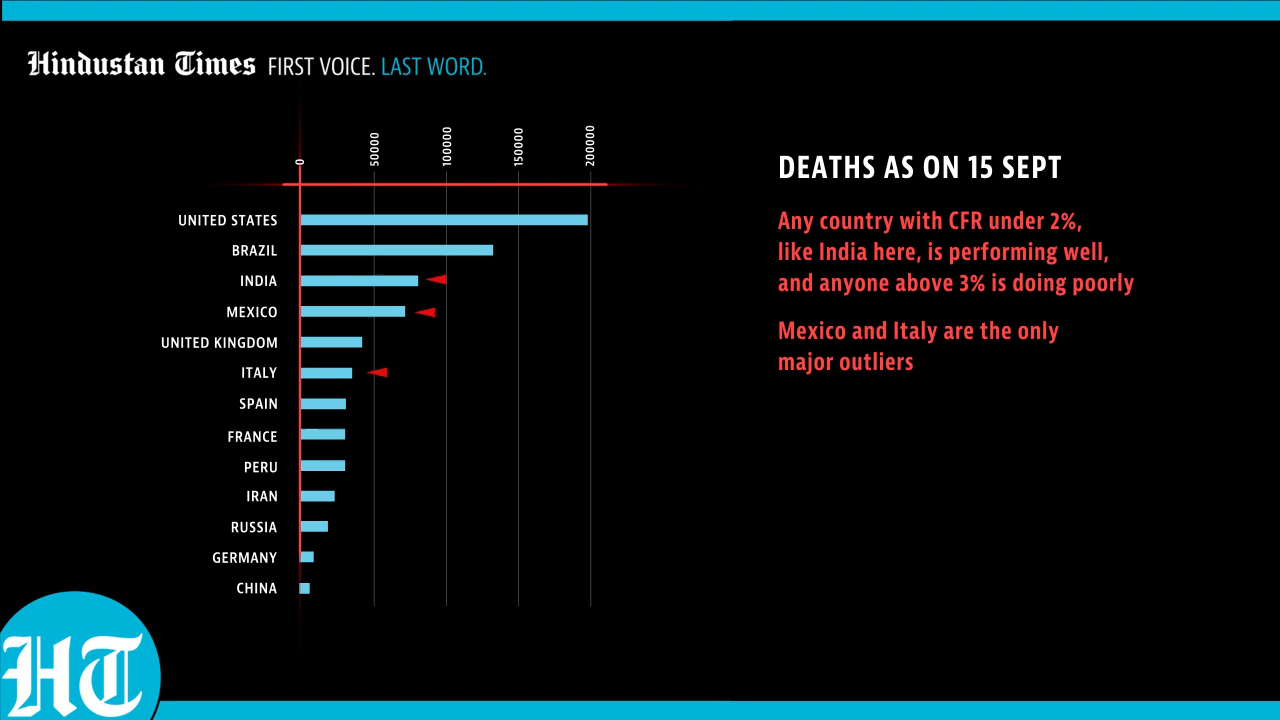 Hindustan Times FIRST VOICE. LAST WORD.
0
50000
100000
150000
200000
UNITED STATES
BRAZIL
INDIA
MEXICO
UNITED KINGDOM
ITALY
SPAIN
FRANCE
PERU
IRAN
RUSSIA
GERMANY
CHINA
DEATHS AS ON 15 SEPT
Any country with CFR under 2%,
like India here, is performing well,
and anyone above 3% is doing poorly
Mexico and Italy are the only
major outliers
HT